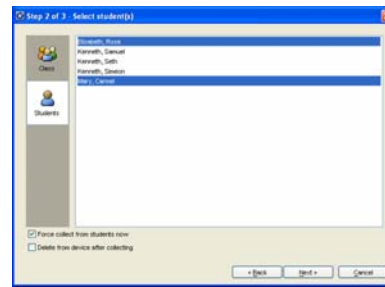 Step 2 of 3 - Select student(s)
Class
Students
Elizabeth, Rose
Kenneth, Samuel
Kenneth, Seth
Kenneth, Simeon
Mary, Carmel
Force collect from students now
Delete from device after collecting
< Back
Next >
Cancel